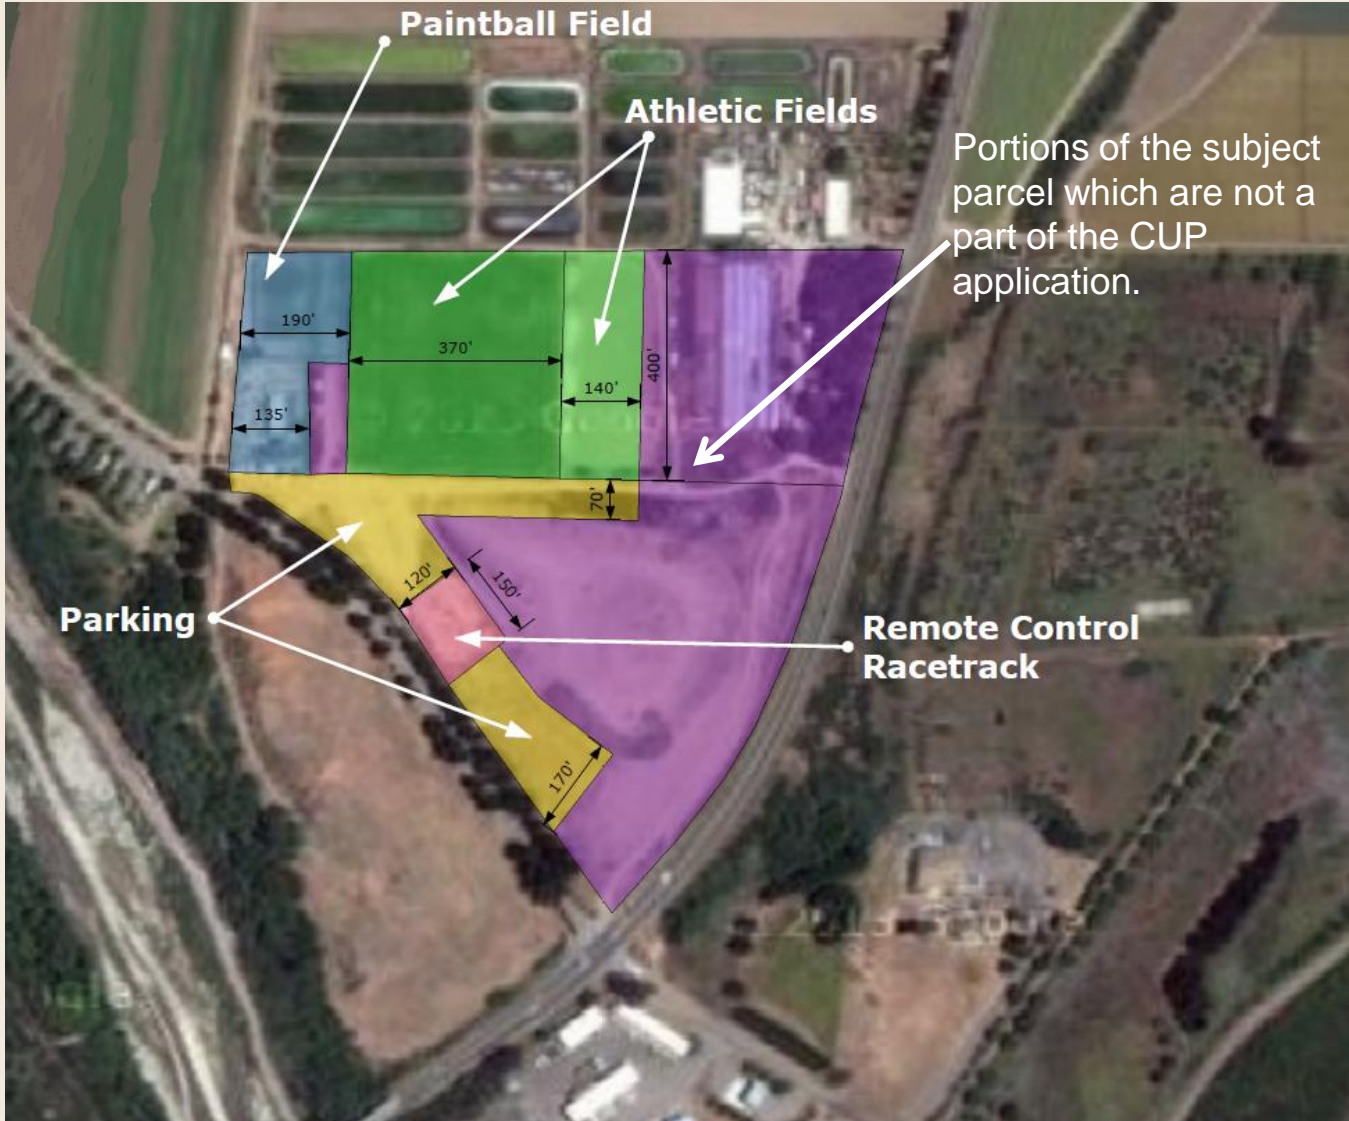 Paintball Field
Athletic Fields
Portions of the subject
parcel which are not a
part of the CUP
application.
190'
370'
400'
140'
135'
70'
120'
150'
Parking
Remote Control
Racetrack
170'